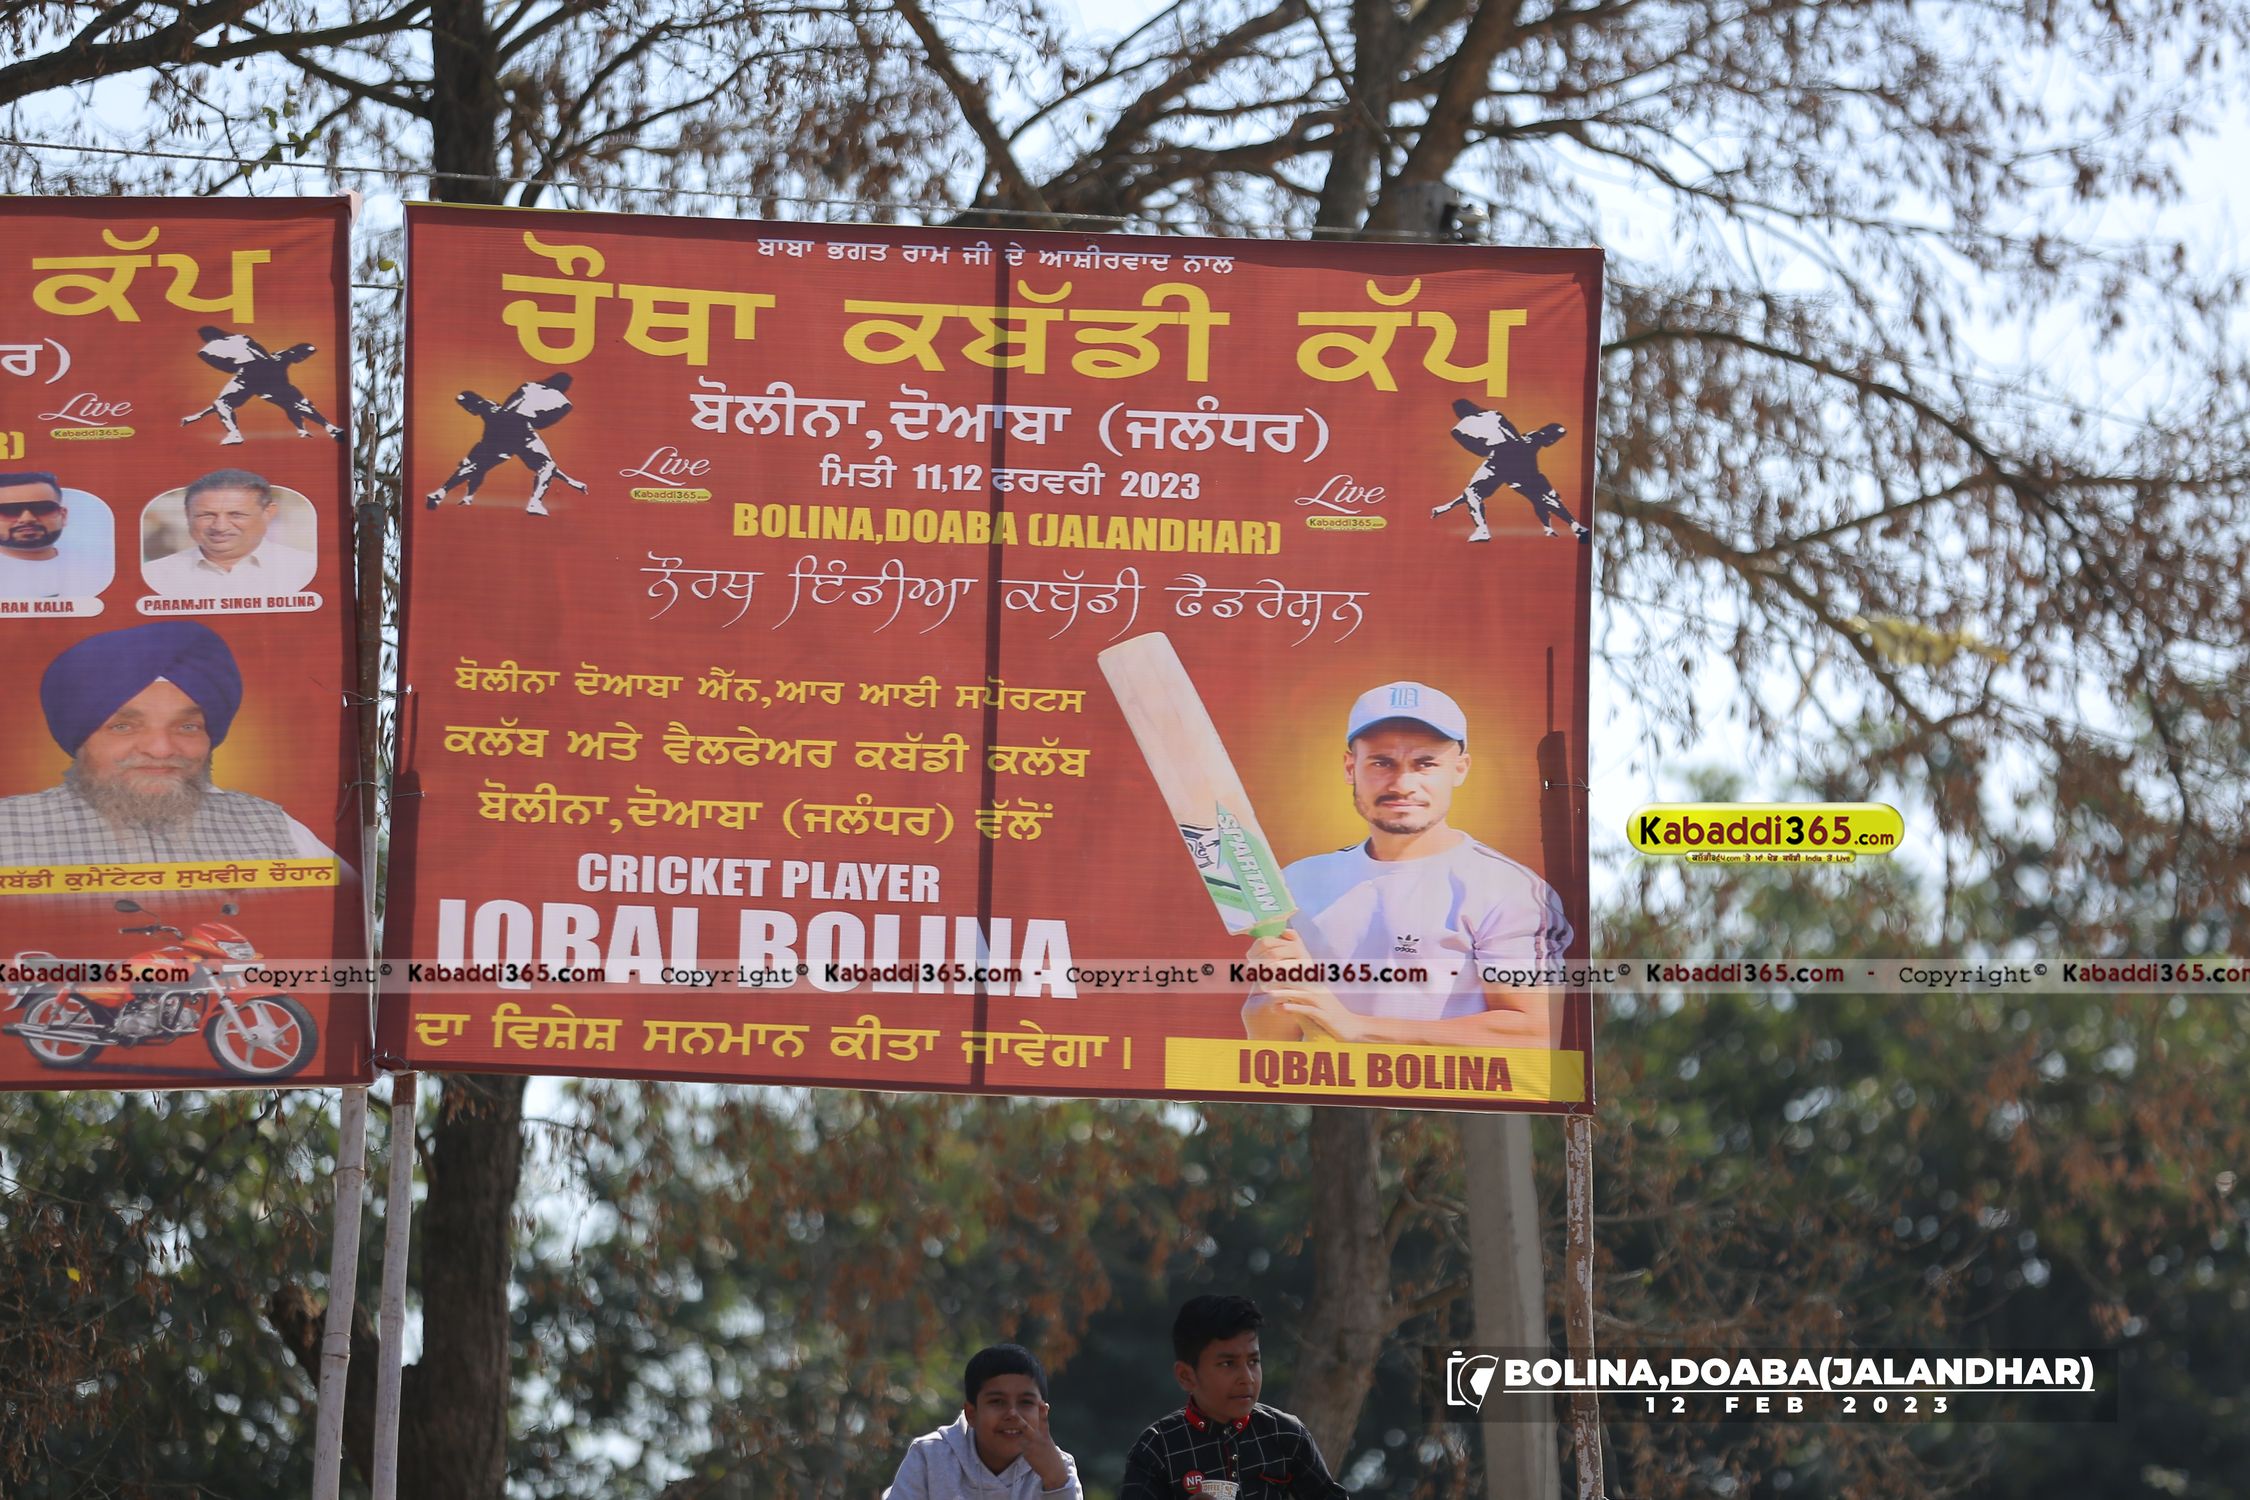 ਕੱਪ
ਰ)
Live
Kabaddi365.com
R)
RAN KALIA
PARAMJIT SINGH BOLINA
ਕਬੱਡੀ ਕੁਮੈਂਟੇਟਰ ਸੁਖਵੀਰ ਚੌਹਾਨ
ਬਾਬਾ ਭਗਤ ਰਾਮ ਜੀ ਦੇ ਆਸ਼ੀਰਵਾਦ ਨਾਲ
ਚੌਥਾ ਕਬੱਡੀ ਕੱਪ
ਬੋਲੀਨਾ,ਦੋਆਬਾ (ਜਲੰਧਰ)
Live
Kabaddi365.com
ਮਿਤੀ 11,12 ਫਰਵਰੀ 2023
Live
Kabaddi365.com
BOLINA,DOABA (JALANDHAR)
ਨੌਰਥ ਇੰਡੀਆ ਕਬੱਡੀ ਫੈਡਰੇਸ਼ਨ
ਬੋਲੀਨਾ ਦੋਆਬਾ ਐੱਨ,ਆਰ ਆਈ ਸਪੋਰਟਸ
ਕਲੱਬ ਅਤੇ ਵੈਲਫੇਅਰ ਕਬੱਡੀ ਕਲੱਬ
ਬੋਲੀਨਾ,ਦੋਆਬਾ (ਜਲੰਧਰ) ਵੱਲੋਂ
CRICKET PLAYER
IQBAL BOLINA
ਦਾ ਵਿਸ਼ੇਸ਼ ਸਨਮਾਨ ਕੀਤਾ ਜਾਵੇਗਾ।
SPARTAN
adidas
IQBAL BOLINA
Kabaddi365.com
Kabaddi365.com - Copyright© Kabaddi365.com - Copyright© Kabaddi365.com - Copyright© Kabaddi365.com - Copyright© Kabaddi365.com - Copyright© Kabaddi365.com
BOLINA,DOABA(JALANDHAR)
12 FEB 2023
NR